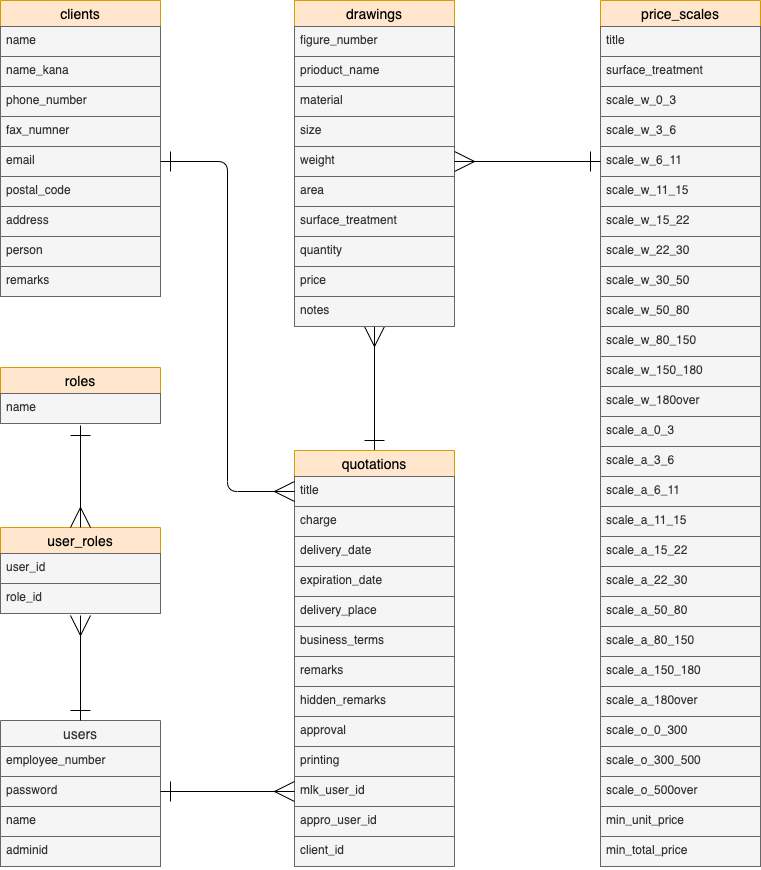 clients
name
name_kana
phone_number
fax_numner
email
postal_code
address
person
remarks
roles
name
user_roles
user_id
role_id
users
employee_number
password
name
adminid
drawings
figure_number
prioduct_name
material
size
weight
area
surface_treatment
quantity
price
notes
quotations
title
charge
delivery_date
expiration_date
delivery_place
business_terms
remarks
hidden_remarks
approval
printing
mlk_user_id
appro_user_id
client_id
price_scales
title
surface_treatment
scale_w_0_3
scale_w_3_6
scale_w_6_11
scale_w_11_15
scale_w_15_22
scale_w_22_30
scale_w_30_50
scale_w_50_80
scale_w_80_150
scale_w_150_180
scale_w_180over
scale_a_0_3
scale_a_3_6
scale_a_6_11
scale_a_11_15
scale_a_15_22
scale_a_22_30
scale_a_50_80
scale_a_80_150
scale_a_150_180
scale_a_180over
scale_o_0_300
scale_o_300_500
scale_o_500over
min_unit_price
min_total_price